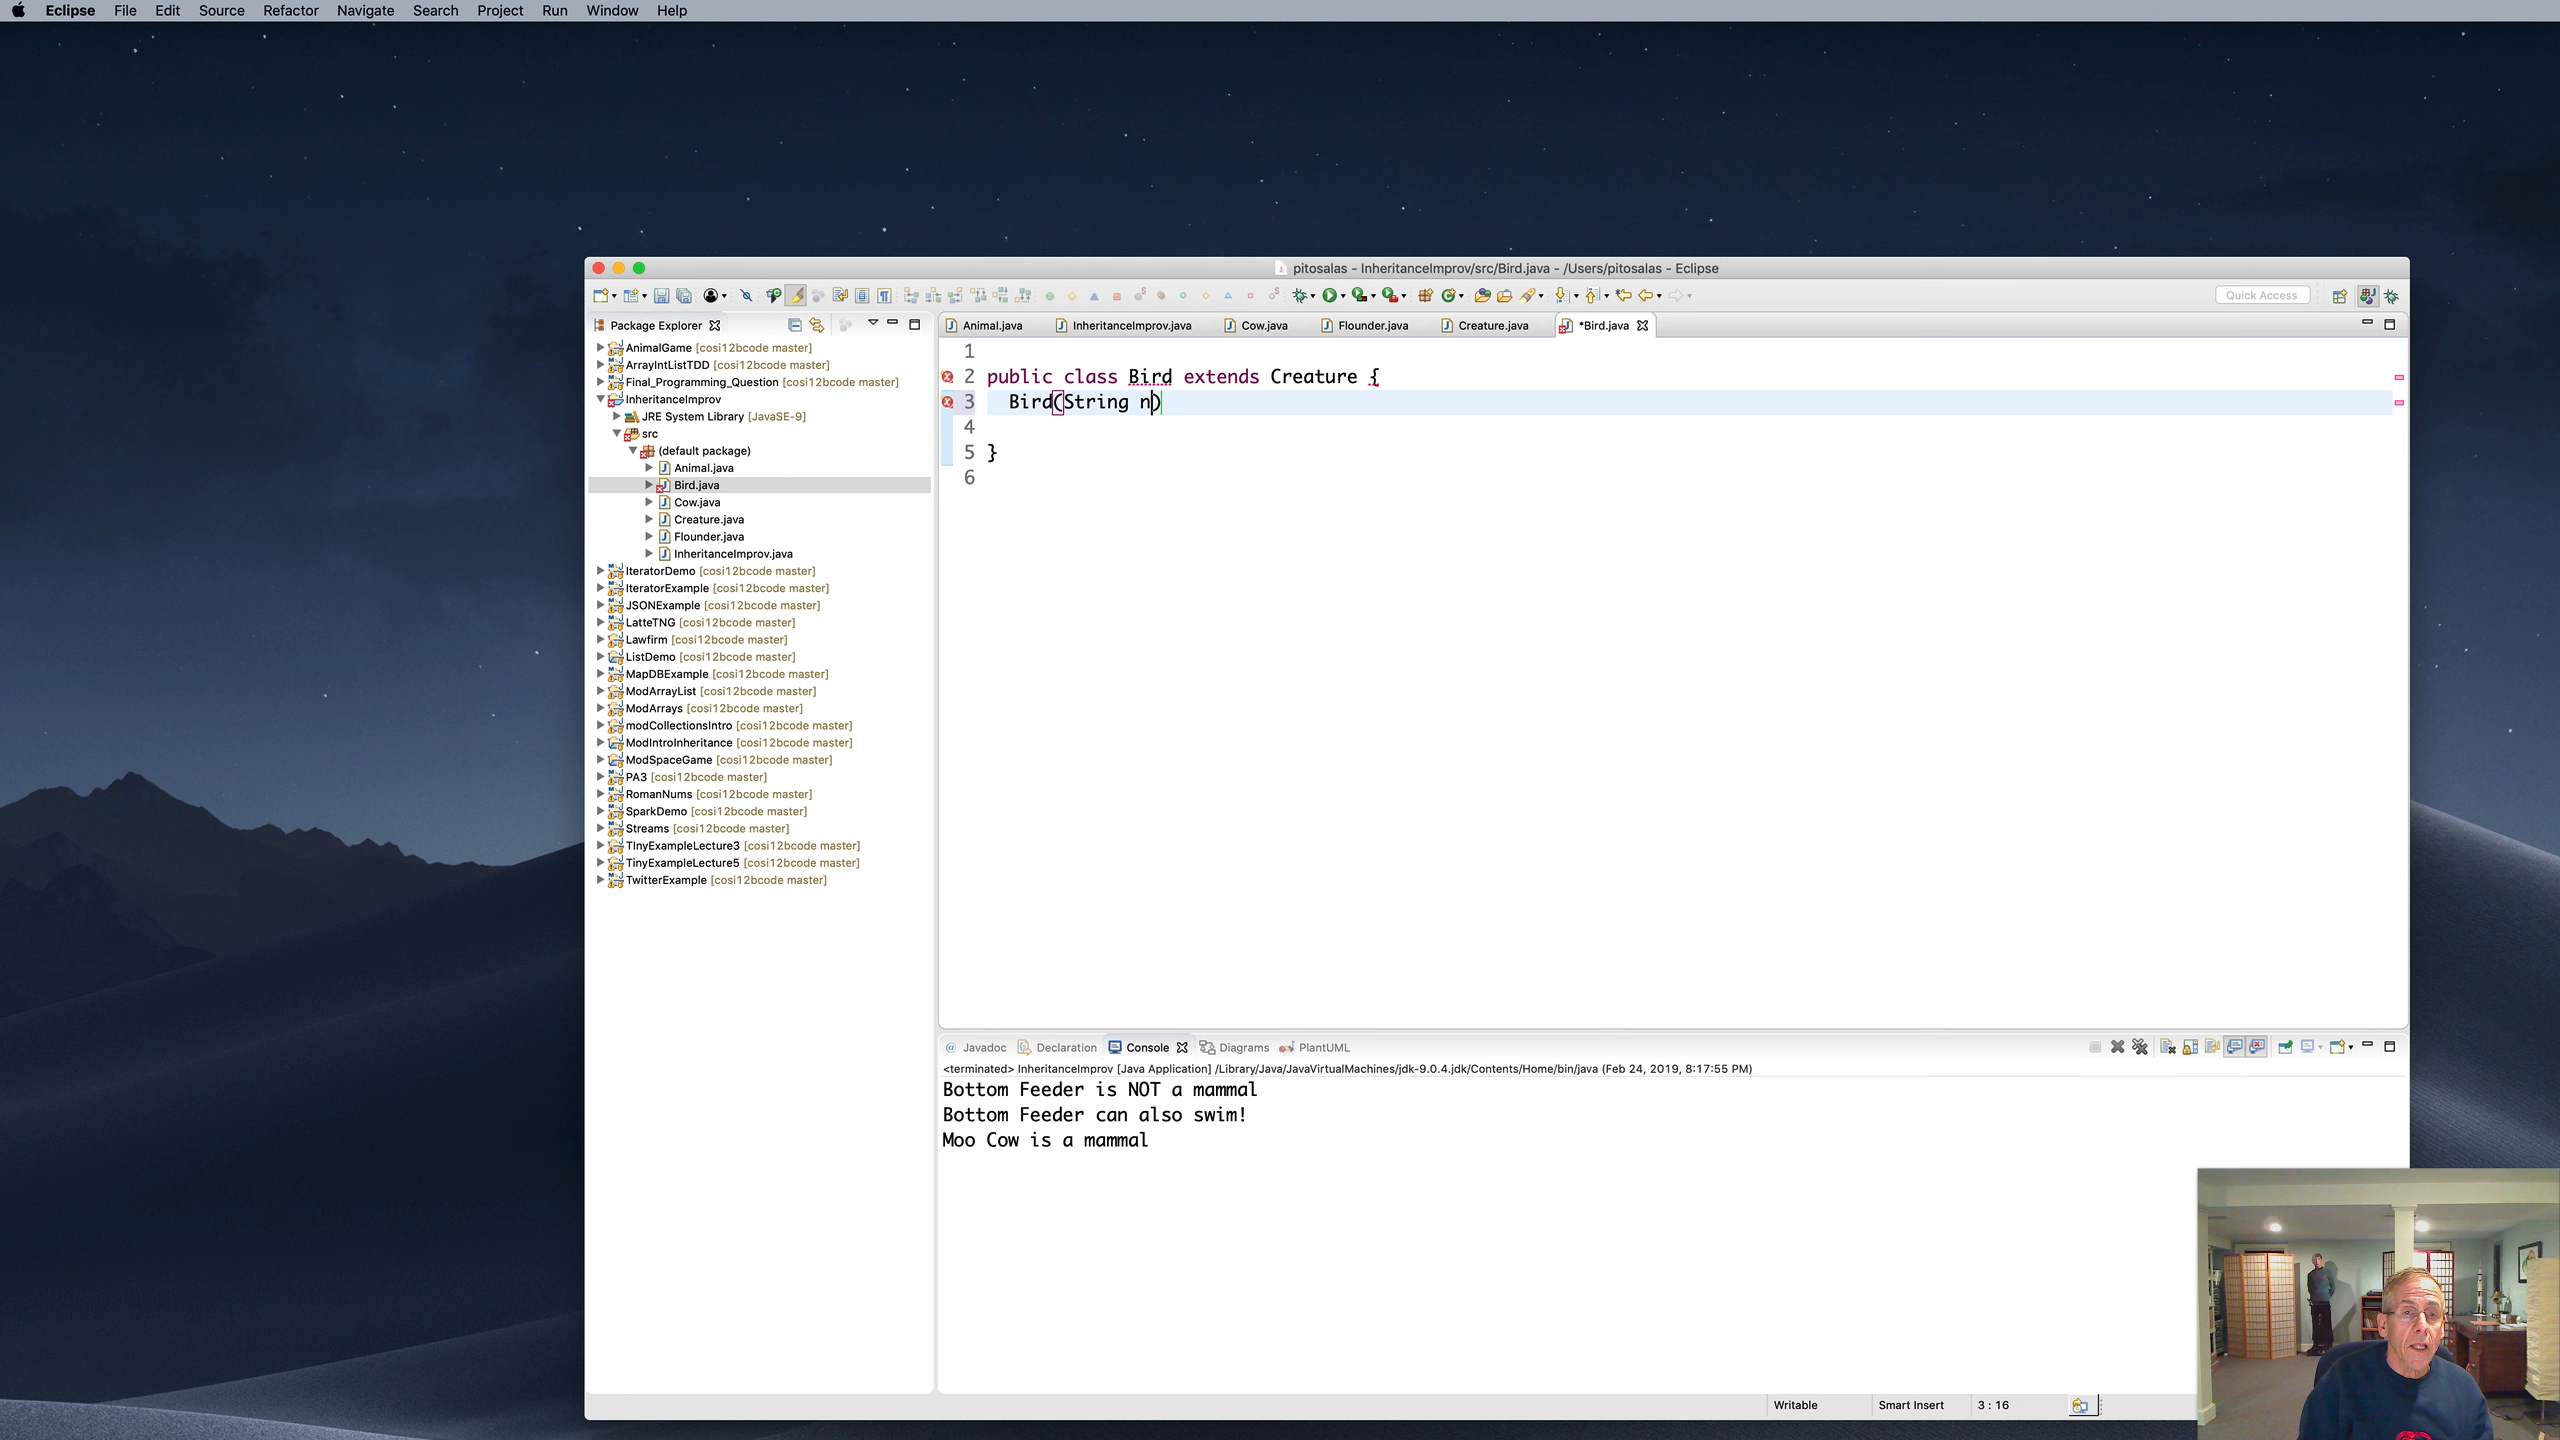 Eclipse File Edit Source Refactor Navigate Search Project Run Window Help
pitosalas - InheritanceImprov/src/Bird.java - /Users/pitosalas - Eclipse
Quick Access
Package Explorer
AnimalGame [cosi12bcode master]
ArrayIntListTDD [cosi12bcode master]
Final_Programming_Question [cosi12bcode master]
InheritanceImprov
JRE System Library [JavaSE-9]
src
(default package)
Animal.java
Bird.java
Cow.java
Creature.java
Flounder.java
InheritanceImprov.java
IteratorDemo [cosi12bcode master]
IteratorExample [cosi12bcode master]
JSONExample [cosi12bcode master]
LatteTNG [cosi12bcode master]
Lawfirm [cosi12bcode master]
ListDemo [cosi12bcode master]
MapDBExample [cosi12bcode master]
ModArrayList [cosi12bcode master]
ModArrays [cosi12bcode master]
modCollectionsIntro [cosi12bcode master]
ModIntroInheritance [cosi12bcode master]
ModSpaceGame [cosi12bcode master]
PA3 [cosi12bcode master]
RomanNums [cosi12bcode master]
SparkDemo [cosi12bcode master]
Streams [cosi12bcode master]
TInyExampleLecture3 [cosi12bcode master]
TinyExampleLecture5 [cosi12bcode master]
TwitterExample [cosi12bcode master]
Animal.java InheritanceImprov.java Cow.java Flounder.java Creature.java *Bird.java
1
2 public class Bird extends Creature {
3 Bird(String n)
4
5 }
6
@ Javadoc Declaration Console Diagrams PlantUML
<terminated> InheritanceImprov [Java Application] /Library/Java/JavaVirtualMachines/jdk-9.0.4.jdk/Contents/Home/bin/java (Feb 24, 2019, 8:17:55 PM)
Bottom Feeder is NOT a mammal
Bottom Feeder can also swim!
Moo Cow is a mammal
Writable Smart Insert 3 : 16